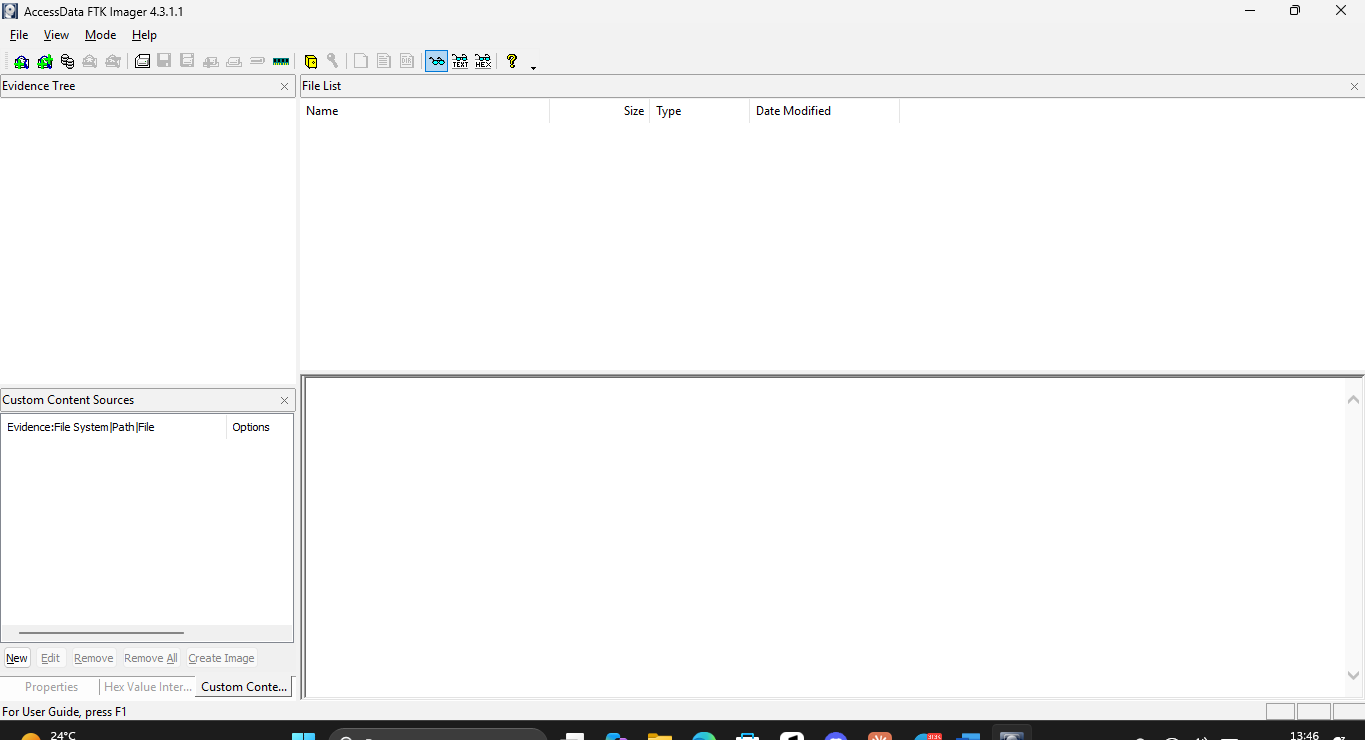 AccessData FTK Imager 4.3.1.1
File View Mode Help
TEXT HEX
Evidence Tree
File List
Name Size Type Date Modified
Custom Content Sources
Evidence:File System|Path|File Options
New Edit Remove Remove All Create Image
Properties Hex Value Inter... Custom Conte...
For User Guide, press F1
24°C
13:46